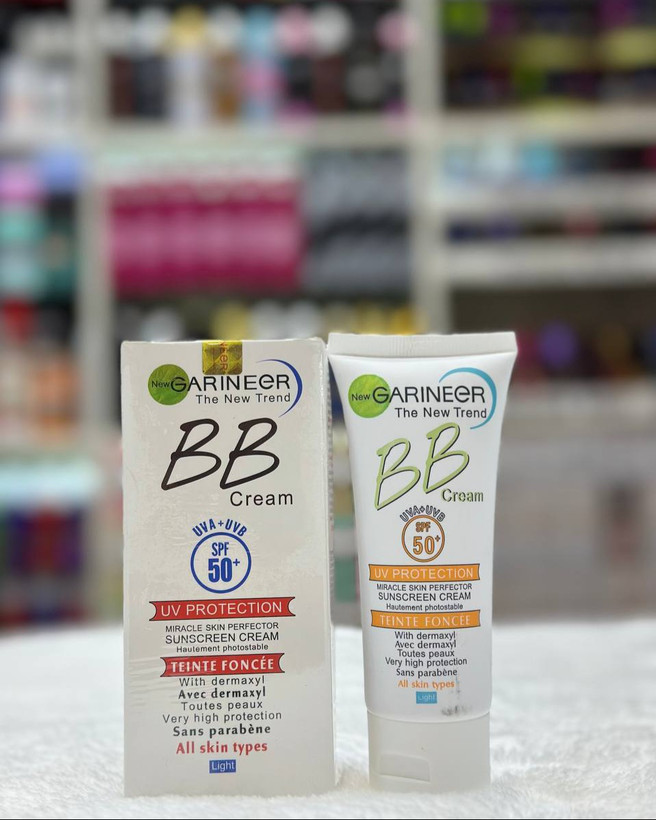 New GARINEER
The New Trend
BB
Cream
UVA+UVB
SPF
50+
UV PROTECTION
MIRACLE SKIN PERFECTOR
SUNSCREEN CREAM
Hautement photostable
TEINTE FONCÉE
With dermaxyl
Avec dermaxyl
Toutes peaux
Very high protection
Sans parabène
All skin types
Light
New GARINEER
The New Trend
BB
Cream
UVA+UVB
SPF
50+
UV PROTECTION
MIRACLE SKIN PERFECTOR
SUNSCREEN CREAM
Hautement photostable
TEINTE FONCÉE
With dermaxyl
Avec dermaxyl
Toutes peaux
Very high protection
Sans parabène
All skin types
Light